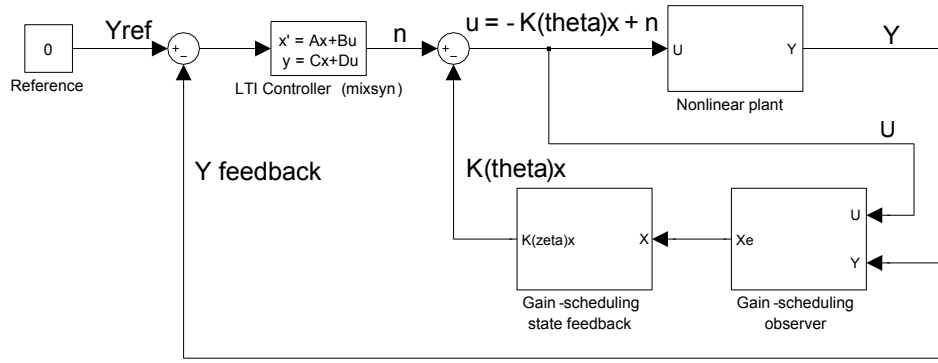 Yref
n
u = - K(theta)x + n
Y
0
Reference
+
-
x' = Ax+Bu
y = Cx+Du
LTI Controller (mixsyn)
+
-
U
Y
Nonlinear plant
U
Y feedback
K(theta)x
K(zeta)x
X
Gain -scheduling
state feedback
Xe
U
Y
Gain -scheduling
observer